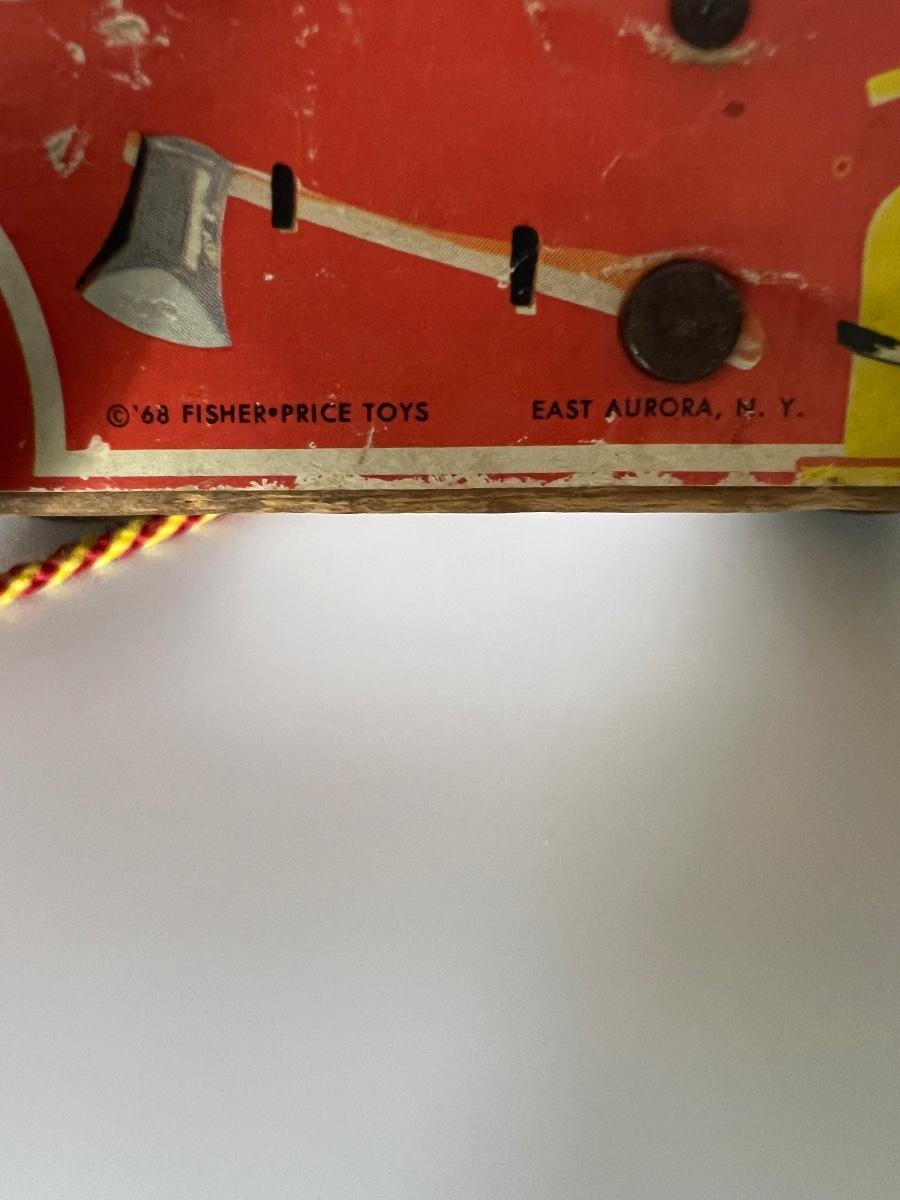 ©'68 FISHER•PRICE TOYS EAST AURORA, N. Y.